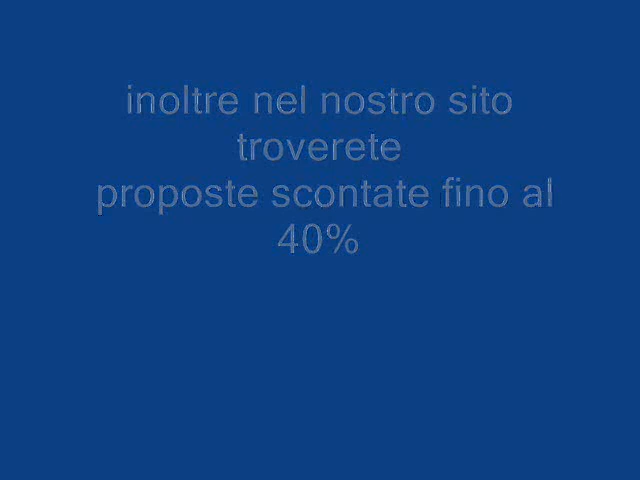 inoltre nel nostro sito
troverete
proposte scontate fino al
40%